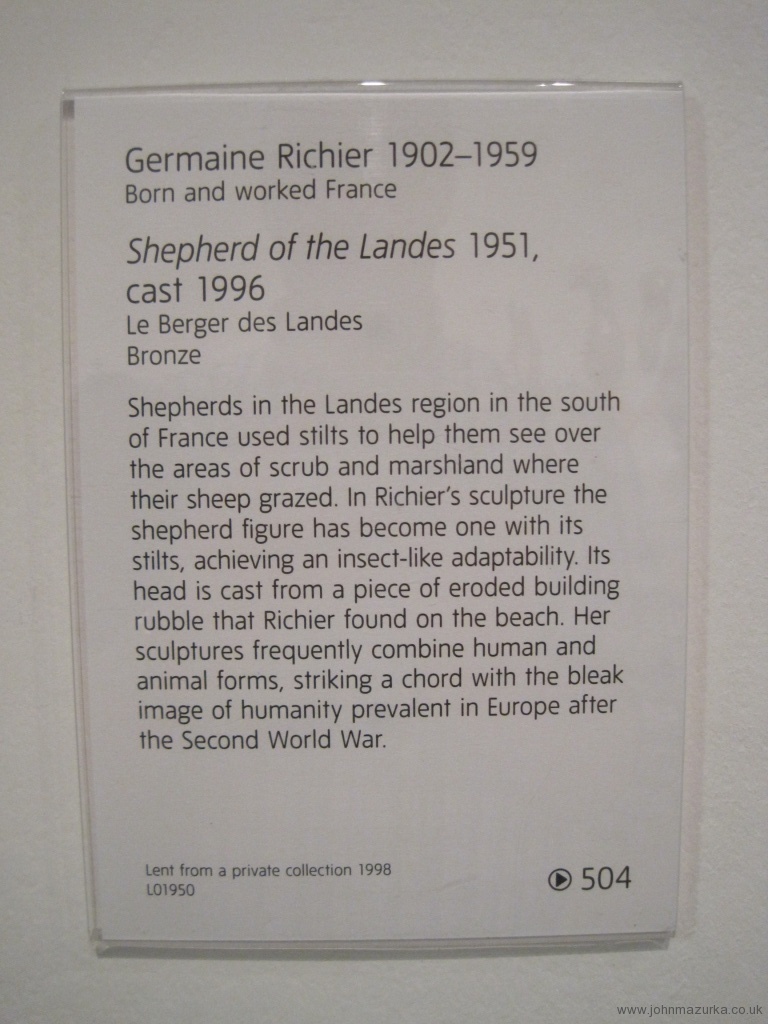 Germaine Richier 1902–1959
Born and worked France
Shepherd of the Landes 1951,
cast 1996
Le Berger des Landes
Bronze
Shepherds in the Landes region in the south
of France used stilts to help them see over
the areas of scrub and marshland where
their sheep grazed. In Richier's sculpture the
shepherd figure has become one with its
stilts, achieving an insect-like adaptability. Its
head is cast from a piece of eroded building
rubble that Richier found on the beach. Her
sculptures frequently combine human and
animal forms, striking a chord with the bleak
image of humanity prevalent in Europe after
the Second World War.
Lent from a private collection 1998
L01950
504
www.johnmazurka.co.uk